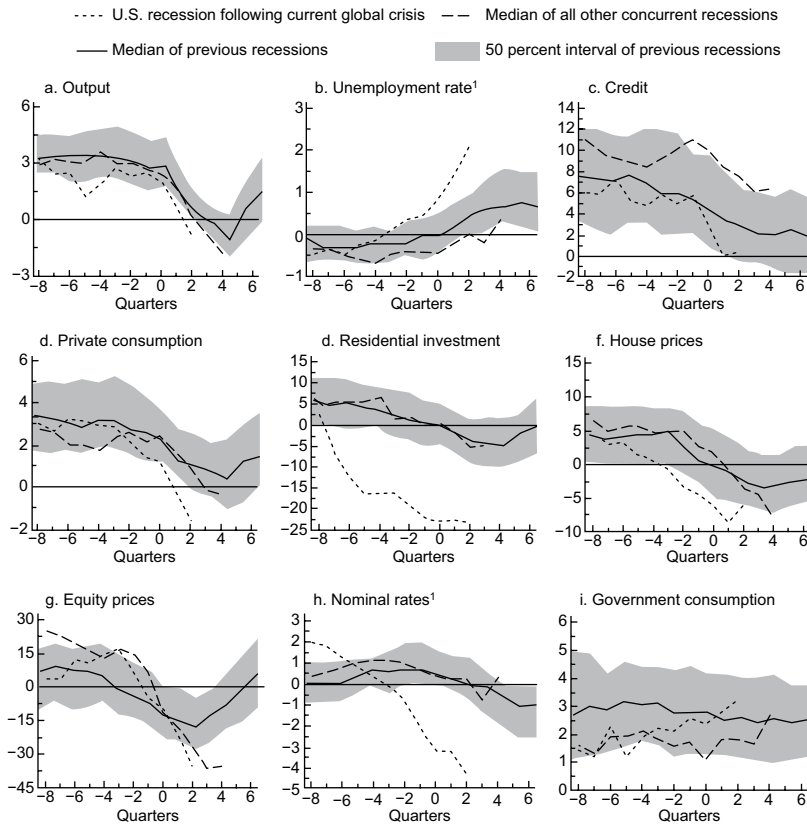 U.S. recession following current global crisis
Median of all other concurrent recessions
Median of previous recessions
50 percent interval of previous recessions
a. Output
6
3
0
−3
−8 −6 −4 −2 0 2 4 6
Quarters
b. Unemployment rate¹
3
2
1
0
−1
−8 −6 −4 −2 0 2 4 6
Quarters
c. Credit
14
12
10
8
6
4
2
0
−2
−8 −6 −4 −2 0 2 4 6
Quarters
d. Private consumption
6
4
2
0
−2
−8 −6 −4 −2 0 2 4 6
Quarters
d. Residential investment
15
10
5
0
−5
−10
−15
−20
−25
−8 −6 −4 −2 0 2 4 6
Quarters
f. House prices
15
10
5
0
−5
−10
−8 −6 −4 −2 0 2 4 6
Quarters
g. Equity prices
30
15
0
−15
−30
−45
−8 −6 −4 −2 0 2 4 6
Quarters
h. Nominal rates¹
3
2
1
0
−1
−2
−3
−4
−5
−8 −6 −4 −2 0 2 4 6
Quarters
i. Government consumption
6
5
4
3
2
1
0
−8 −6 −4 −2 0 2 4 6
Quarters